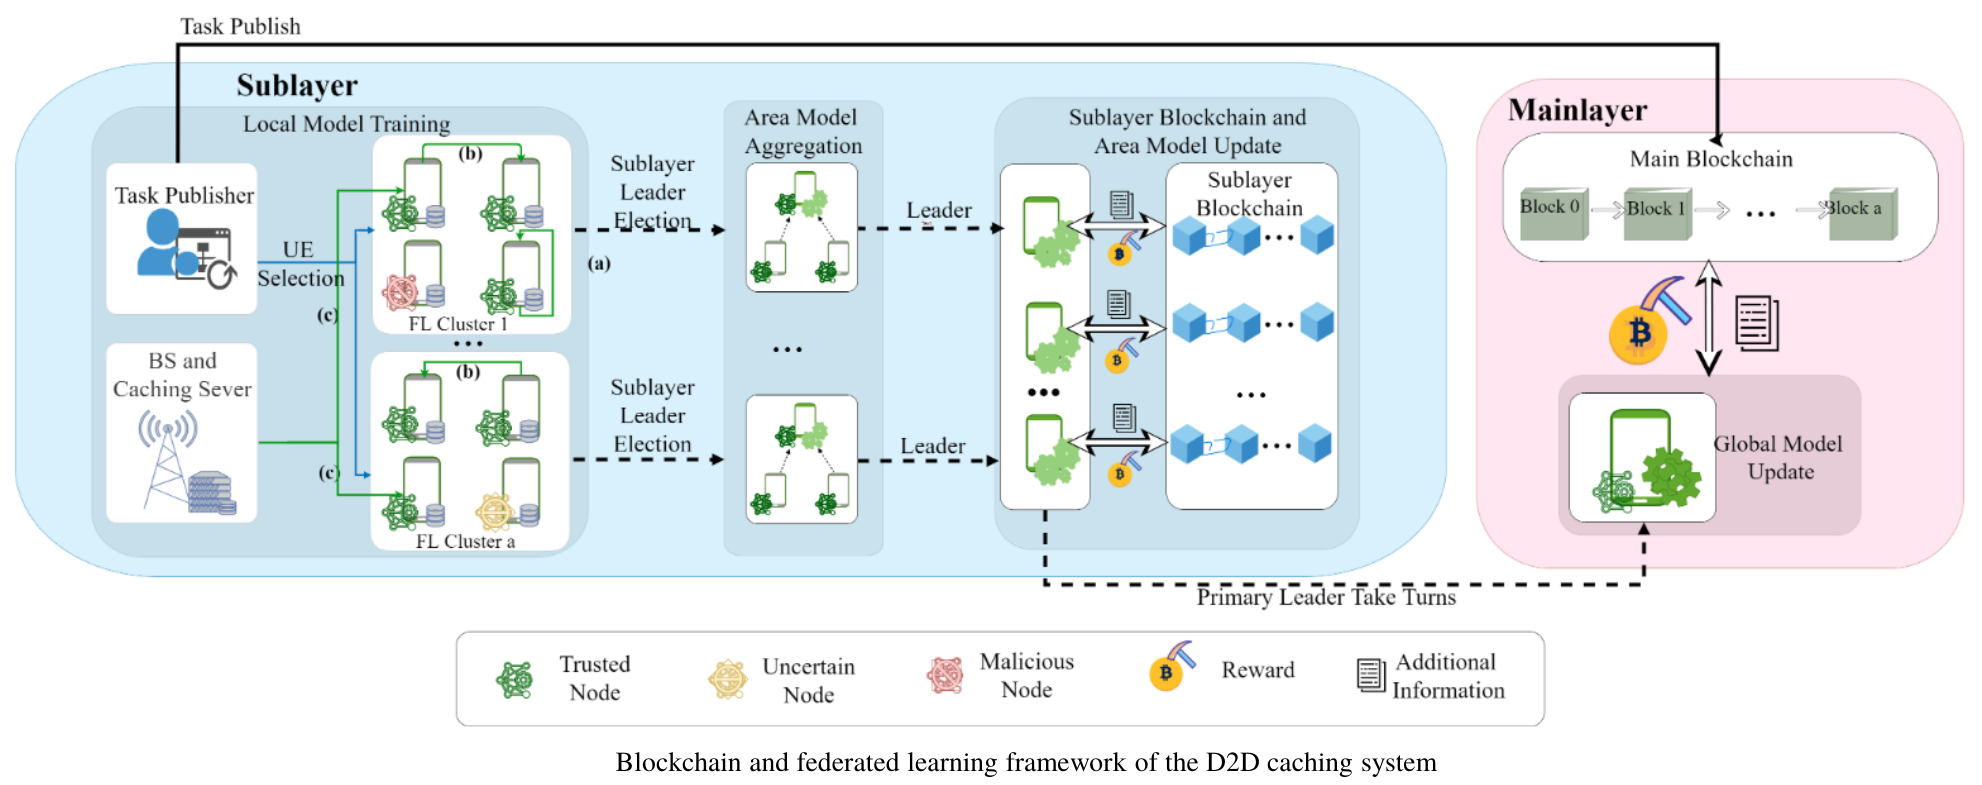 Task Publish
Sublayer
Local Model Training
Task Publisher
UE
Selection
(c)
(b)
(a)
FL Cluster 1
BS and
Caching Sever
(c)
(b)
FL Cluster a
Sublayer
Leader
Election
Sublayer
Leader
Election
Area Model
Aggregation
Leader
Leader
Sublayer Blockchain and
Area Model Update
Sublayer
Blockchain
Primary Leader Take Turns
Mainlayer
Main Blockchain
Block 0
Block 1
Block a
Global Model
Update
Trusted
Node
Uncertain
Node
Malicious
Node
Reward
Additional
Information
Blockchain and federated learning framework of the D2D caching system